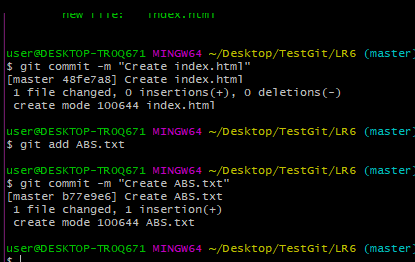 new file:   index.html
user@DESKTOP-TR0Q671 MINGW64 ~/Desktop/TestGit/LR6 (master)
$ git commit -m "Create index.html"
[master 48fe7a8] Create index.html
 1 file changed, 0 insertions(+), 0 deletions(-)
 create mode 100644 index.html
user@DESKTOP-TR0Q671 MINGW64 ~/Desktop/TestGit/LR6 (master)
$ git add ABS.txt
user@DESKTOP-TR0Q671 MINGW64 ~/Desktop/TestGit/LR6 (master)
$ git commit -m "Create ABS.txt"
[master b77e9e6] Create ABS.txt
 1 file changed, 1 insertion(+)
 create mode 100644 ABS.txt
user@DESKTOP-TR0Q671 MINGW64 ~/Desktop/TestGit/LR6 (master)
$